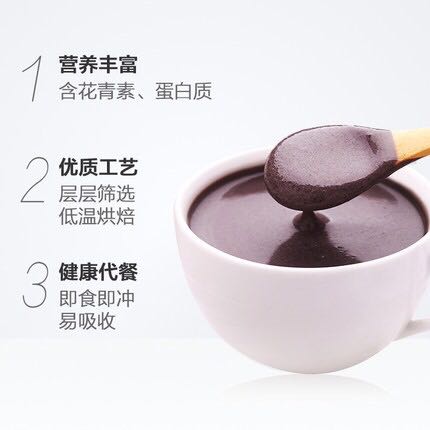 1
营养丰富
含花青素、蛋白质
2
优质工艺
层层筛选
低温烘焙
3
健康代餐
即食即冲
易吸收